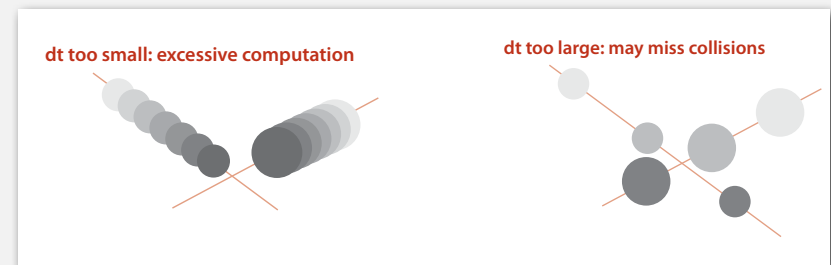 dt too small: excessive computation
dt too large: may miss collisions